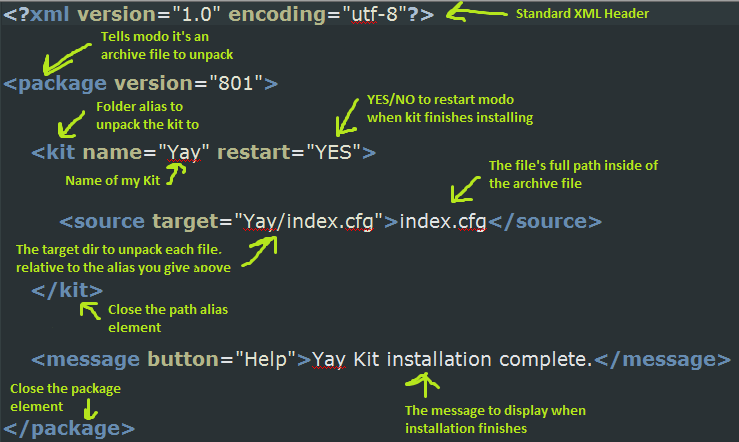 <?xml version="1.0" encoding="utf-8"?>
Standard XML Header
Tells modo it's an
archive file to unpack
<package version="801">
Folder alias to
unpack the kit to
YES/NO to restart modo
when kit finishes installing
<kit name="Yay" restart="YES">
Name of my Kit
The file's full path inside of
the archive file
<source target="Yay/index.cfg">index.cfg</source>
The target dir to unpack each file.
relative to the alias you give above
</kit>
Close the path alias
element
<message button="Help">Yay Kit installation complete.</message>
Close the package
element
The message to display when
installation finishes
</package>